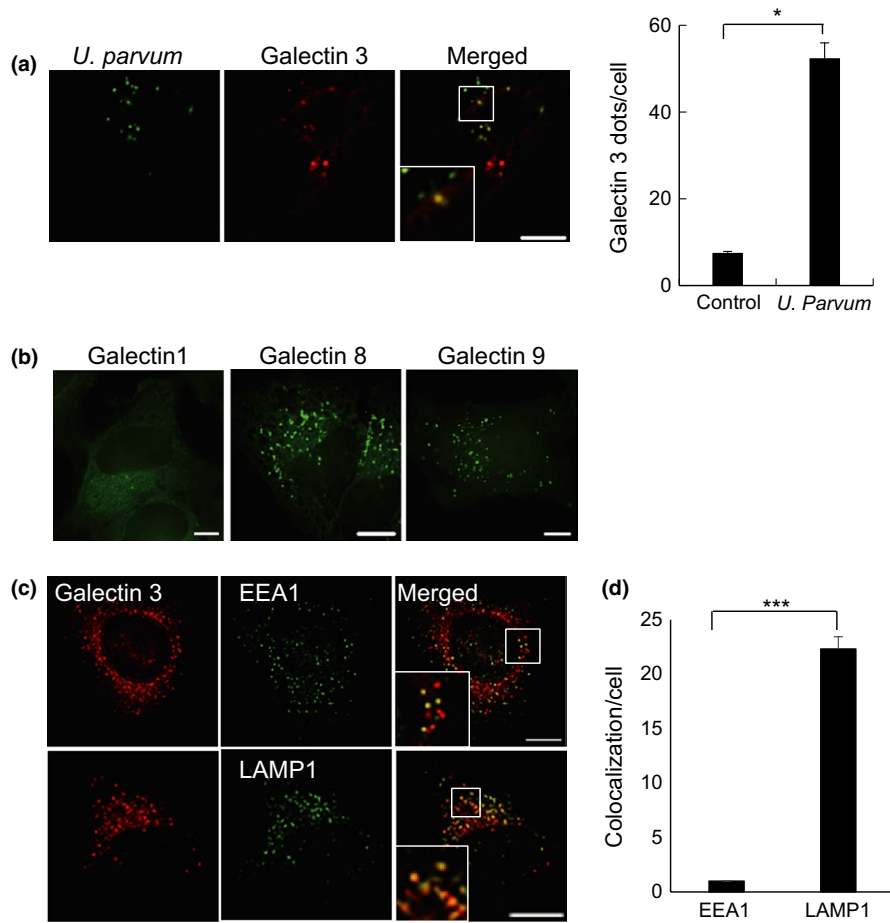 (a)
U. parvum Galectin 3 Merged
*
Galectin 3 dots/cell
60
40
20
0
Control U. Parvum
(b)
Galectin1 Galectin 8 Galectin 9
(c)
Galectin 3 EEA1 Merged
LAMP1
(d)
***
Colocalization/cell
25
20
15
10
5
0
EEA1 LAMP1